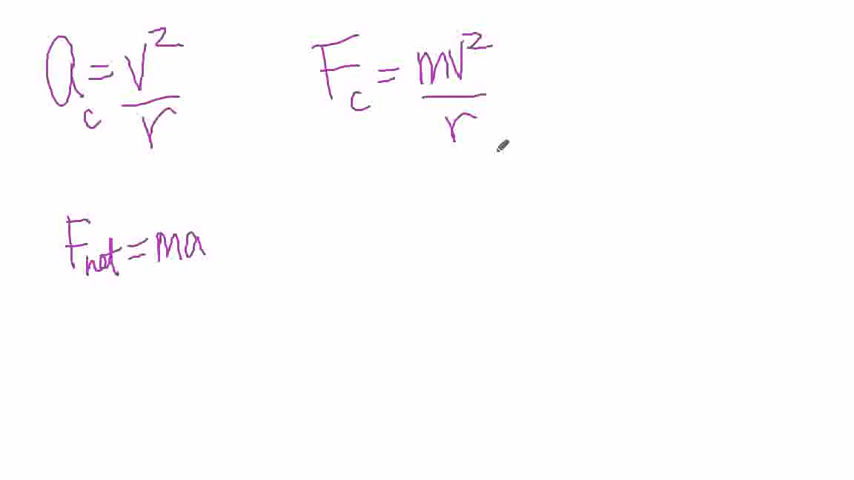 a_c = v²/r
F_c = mv²/r
F_net = ma